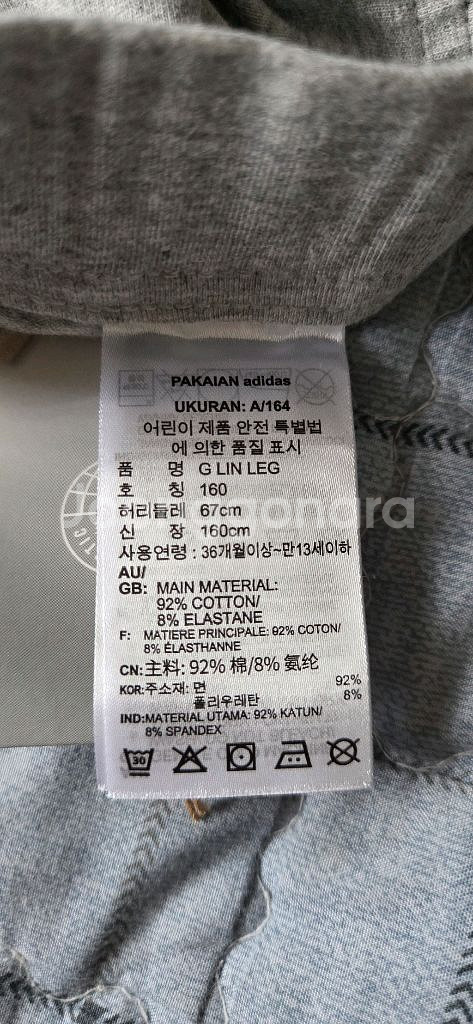 PAKAIAN adidas
UKURAN: A/164
어린이 제품 안전 특별법
에 의한 품질 표시
품 명 G LIN LEG
호 칭 160
허리들레 67cm
신 장 160cm
사용연령 : 36개월이상~만13세이하
AU/
GB: MAIN MATERIAL:
92% COTTON/
8% ELASTANE
F: MATIERE PRINCIPALE: 92% COTON/
8% ÉLASTHANNE
CN: 主料: 92% 棉/8% 氨纶
KOR: 주소재: 면 92%
폴리우레탄 8%
IND: MATERIAL UTAMA: 92% KATUN/
8% SPANDEX
30